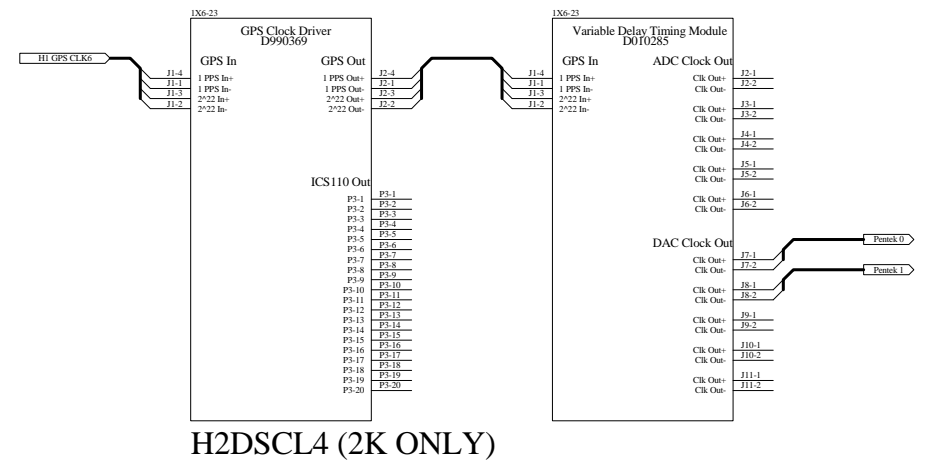 1X6-23
GPS Clock Driver
D990369
H1 GPS CLK6
GPS In
GPS Out
J1-4
1 PPS In+
1 PPS Out+
J2-4
J1-1
1 PPS In-
1 PPS Out-
J2-1
J1-3
2^22 In+
2^22 Out+
J2-3
J1-2
2^22 In-
2^22 Out-
J2-2
ICS110 Out
P3-1 P3-1
P3-2 P3-2
P3-3 P3-3
P3-4 P3-4
P3-5 P3-5
P3-6 P3-6
P3-7 P3-7
P3-8 P3-8
P3-9 P3-9
P3-10 P3-10
P3-11 P3-11
P3-12 P3-12
P3-13 P3-13
P3-14 P3-14
P3-15 P3-15
P3-16 P3-16
P3-17 P3-17
P3-18 P3-18
P3-19 P3-19
P3-20 P3-20
1X6-23
Variable Delay Timing Module
D010285
GPS In
ADC Clock Out
J1-4
1 PPS In+
J1-1
1 PPS In-
J1-3
2^22 In+
J1-2
2^22 In-
Clk Out+ J2-1
Clk Out- J2-2
Clk Out+ J3-1
Clk Out- J3-2
Clk Out+ J4-1
Clk Out- J4-2
Clk Out+ J5-1
Clk Out- J5-2
Clk Out+ J6-1
Clk Out- J6-2
DAC Clock Out
Clk Out+ J7-1
Clk Out- J7-2
Pentek 0
Clk Out+ J8-1
Clk Out- J8-2
Pentek 1
Clk Out+ J9-1
Clk Out- J9-2
Clk Out+ J10-1
Clk Out- J10-2
Clk Out+ J11-1
Clk Out- J11-2
H2DSCL4 (2K ONLY)